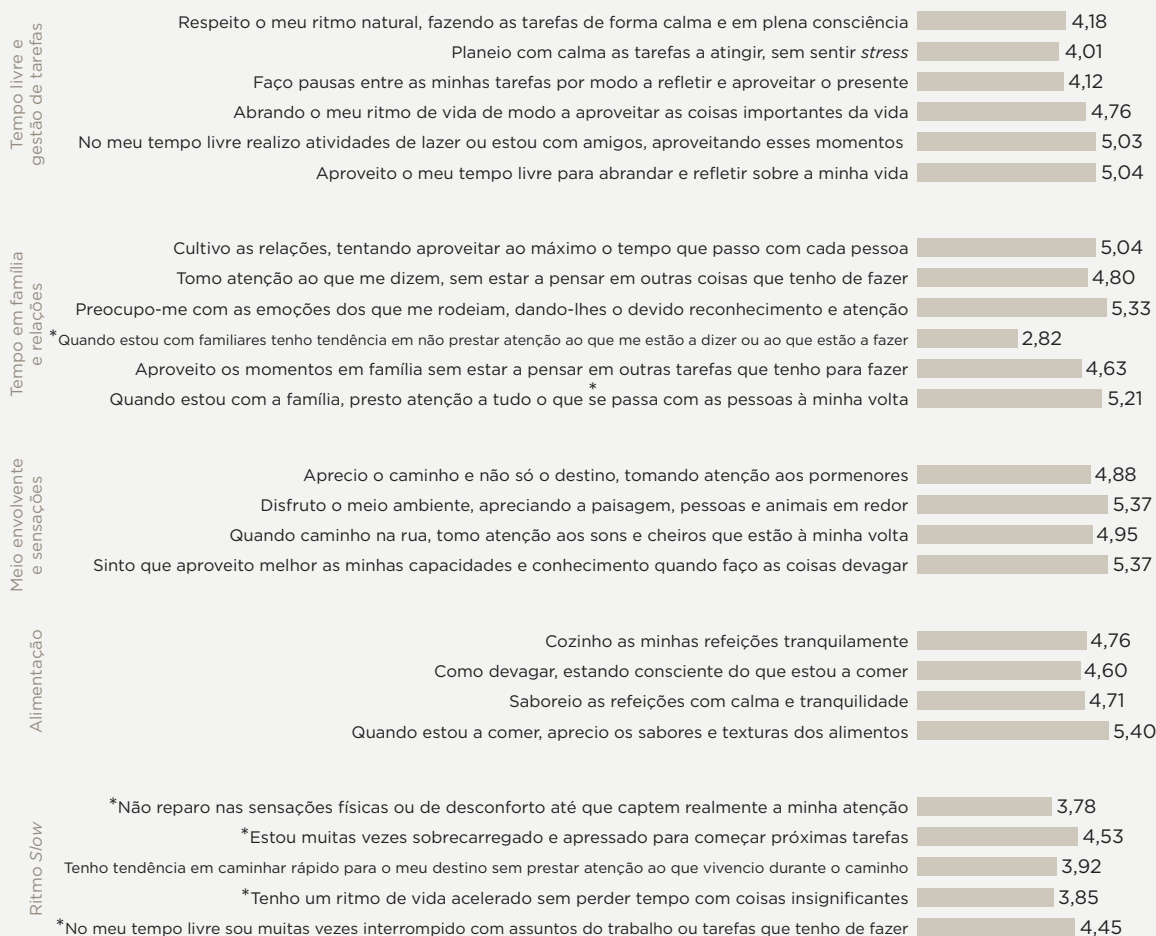 Tempo livre e
gestão de tarefas
Respeito o meu ritmo natural, fazendo as tarefas de forma calma e em plena consciência 4,18
Planeio com calma as tarefas a atingir, sem sentir stress 4,01
Faço pausas entre as minhas tarefas por modo a refletir e aproveitar o presente 4,12
Abrando o meu ritmo de vida de modo a aproveitar as coisas importantes da vida 4,76
No meu tempo livre realizo atividades de lazer ou estou com amigos, aproveitando esses momentos 5,03
Aproveito o meu tempo livre para abrandar e refletir sobre a minha vida 5,04
Tempo em família
e relações
Cultivo as relações, tentando aproveitar ao máximo o tempo que passo com cada pessoa 5,04
Tomo atenção ao que me dizem, sem estar a pensar em outras coisas que tenho de fazer 4,80
Preocupo-me com as emoções dos que me rodeiam, dando-lhes o devido reconhecimento e atenção 5,33
*Quando estou com familiares tenho tendência em não prestar atenção ao que me estão a dizer ou ao que estão a fazer 2,82
Aproveito os momentos em família sem estar a pensar em outras tarefas que tenho para fazer 4,63
*
Quando estou com a família, presto atenção a tudo o que se passa com as pessoas à minha volta 5,21
Meio envolvente
e sensações
Aprecio o caminho e não só o destino, tomando atenção aos pormenores 4,88
Disfruto o meio ambiente, apreciando a paisagem, pessoas e animais em redor 5,37
Quando caminho na rua, tomo atenção aos sons e cheiros que estão à minha volta 4,95
Sinto que aproveito melhor as minhas capacidades e conhecimento quando faço as coisas devagar 5,37
Alimentação
Cozinho as minhas refeições tranquilamente 4,76
Como devagar, estando consciente do que estou a comer 4,60
Saboreio as refeições com calma e tranquilidade 4,71
Quando estou a comer, aprecio os sabores e texturas dos alimentos 5,40
Ritmo Slow
*Não reparo nas sensações físicas ou de desconforto até que captem realmente a minha atenção 3,78
*Estou muitas vezes sobrecarregado e apressado para começar próximas tarefas 4,53
Tenho tendência em caminhar rápido para o meu destino sem prestar atenção ao que vivencio durante o caminho 3,92
*Tenho um ritmo de vida acelerado sem perder tempo com coisas insignificantes 3,85
*No meu tempo livre sou muitas vezes interrompido com assuntos do trabalho ou tarefas que tenho de fazer 4,45